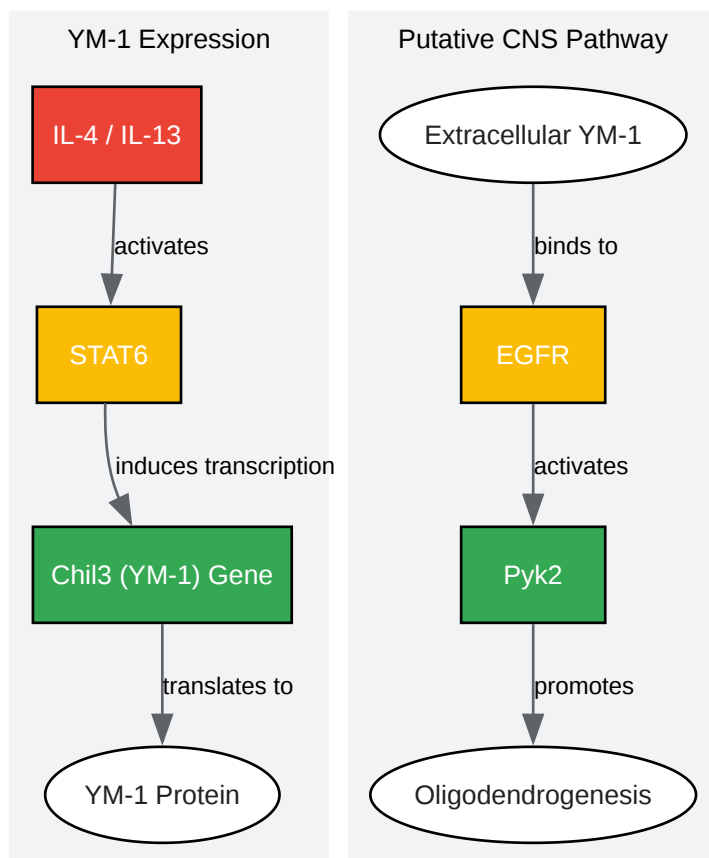 YM-1 Expression
IL-4 / IL-13
activates
STAT6
induces transcription
Chil3 (YM-1) Gene
translates to
YM-1 Protein
Putative CNS Pathway
Extracellular YM-1
binds to
EGFR
activates
Pyk2
promotes
Oligodendrogenesis